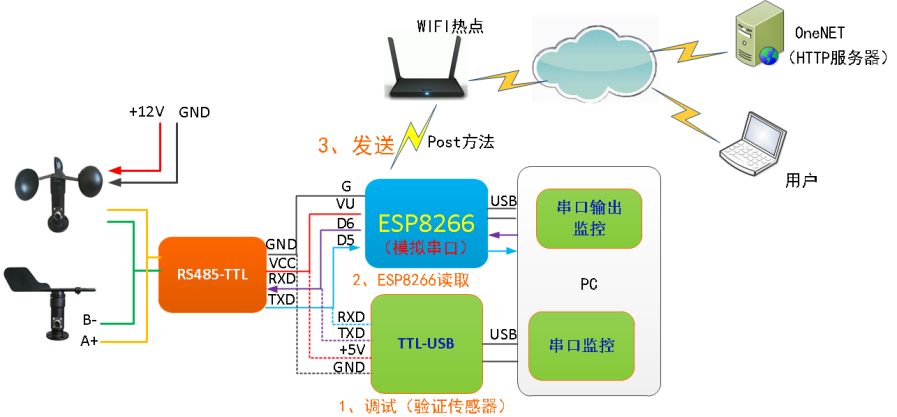 WIFI热点
OneNET
(HTTP服务器)
+12V
GND
3、发送
Post方法
用户
G
VU
D6
D5
ESP8266
(模拟串口)
USB
串口输出
监控
GND
VCC
RXD
TXD
RS485-TTL
2、ESP8266读取
PC
B-
A+
RXD
TXD
+5V
GND
TTL-USB
USB
串口监控
1、调试（验证传感器）